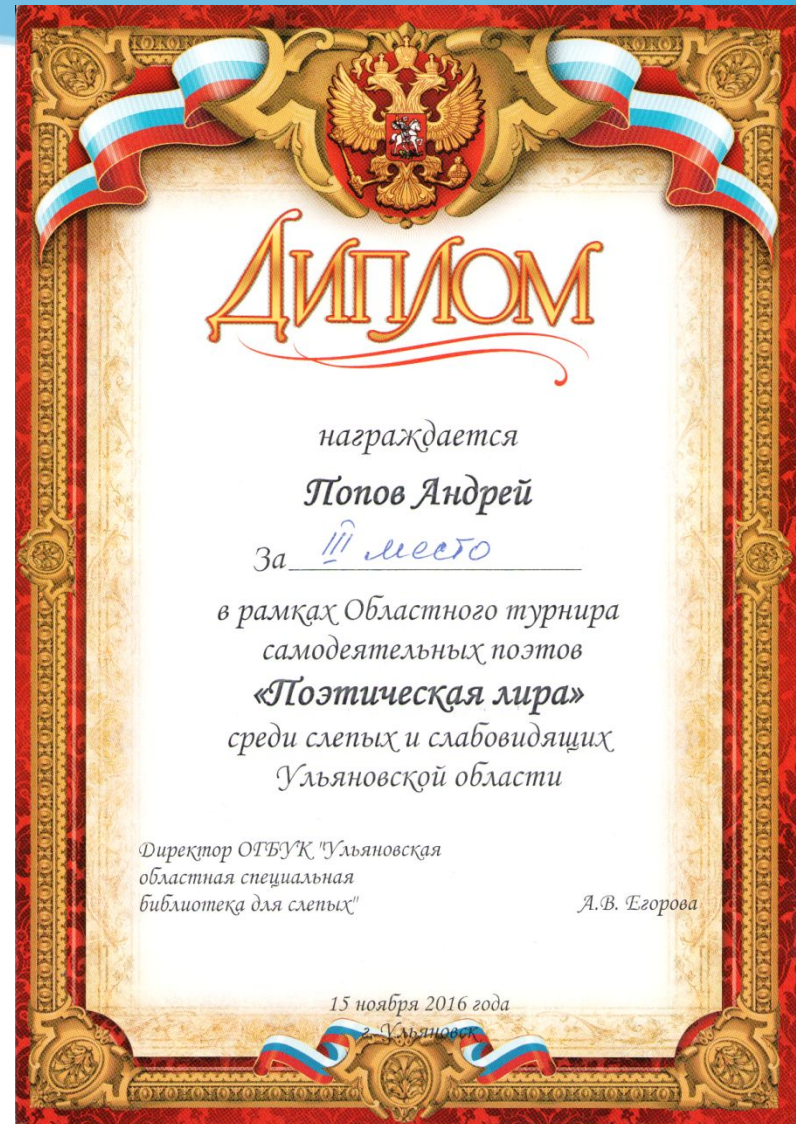 Диплом
награждается
Попов Андрей
За III место
в рамках Областного турнира
самодеятельных поэтов
«Поэтическая лира»
среди слепых и слабовидящих
Ульяновской области
Директор ОГБУК "Ульяновская
областная специальная
библиотека для слепых"
А.В. Егорова
15 ноября 2016 года
г. Ульяновск